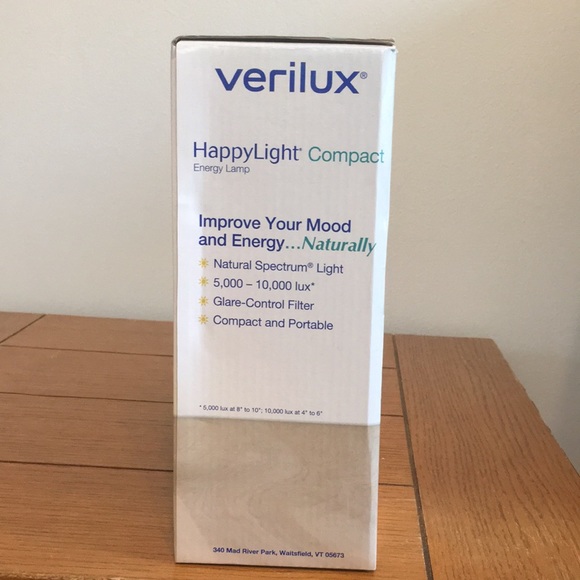 verilux®
HappyLight® Compact
Energy Lamp
Improve Your Mood
and Energy...Naturally
Natural Spectrum® Light
5,000 – 10,000 lux*
Glare-Control Filter
Compact and Portable
* 5,000 lux at 8" to 10"; 10,000 lux at 4" to 6"
340 Mad River Park, Waitsfield, VT 05673